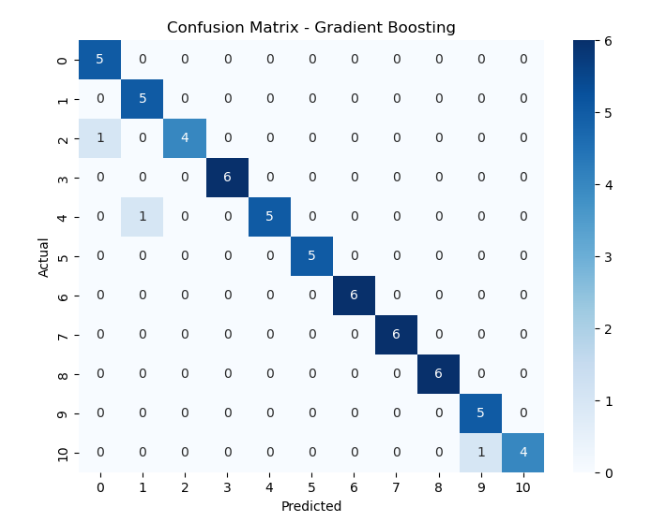 Confusion Matrix - Gradient Boosting
0 5 0 0 0 0 0 0 0 0 0 0
1 0 5 0 0 0 0 0 0 0 0 0
2 1 0 4 0 0 0 0 0 0 0 0
3 0 0 0 6 0 0 0 0 0 0 0
4 0 1 0 0 5 0 0 0 0 0 0
5 0 0 0 0 0 5 0 0 0 0 0
6 0 0 0 0 0 0 6 0 0 0 0
7 0 0 0 0 0 0 0 6 0 0 0
8 0 0 0 0 0 0 0 0 6 0 0
9 0 0 0 0 0 0 0 0 0 5 0
10 0 0 0 0 0 0 0 0 0 1 4
0 1 2 3 4 5 6 7 8 9 10
Predicted
Actual
6
5
4
3
2
1
0